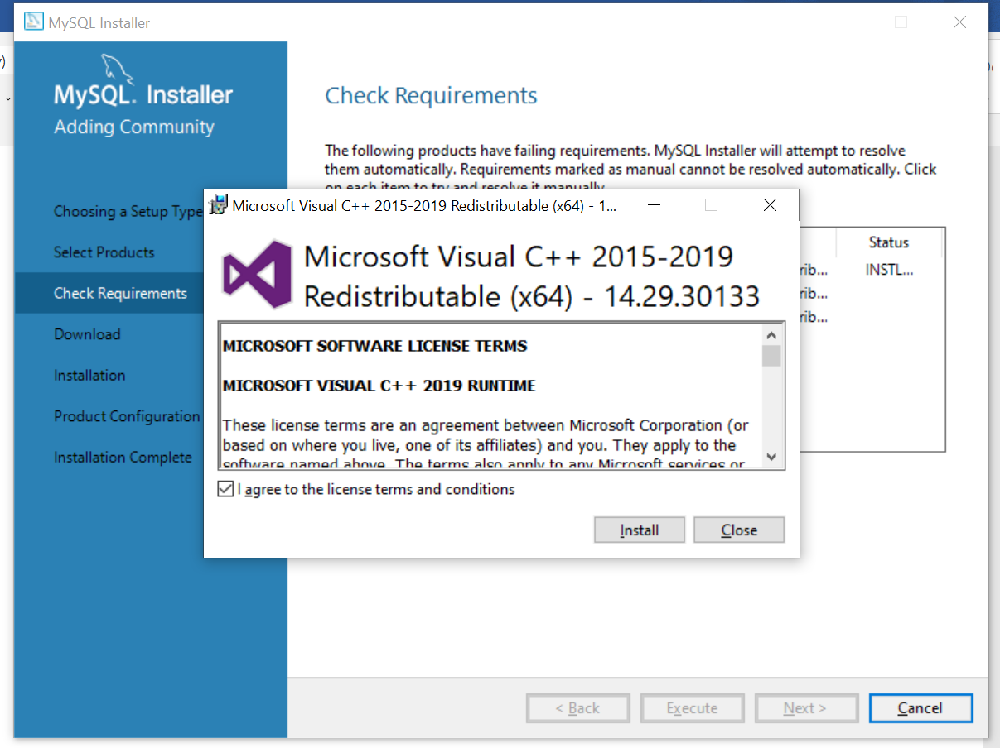 MySQL Installer
MySQL. Installer
Adding Community
Choosing a Setup Type
Select Products
Check Requirements
Download
Installation
Product Configuration
Installation Complete
Check Requirements
The following products have failing requirements. MySQL Installer will attempt to resolve
them automatically. Requirements marked as manual cannot be resolved automatically. Click
on each item to try and resolve it manually.
Status
rib... INSTL...
rib...
rib...
Microsoft Visual C++ 2015-2019 Redistributable (x64) - 1...
Microsoft Visual C++ 2015-2019
Redistributable (x64) - 14.29.30133
MICROSOFT SOFTWARE LICENSE TERMS
MICROSOFT VISUAL C++ 2019 RUNTIME
These license terms are an agreement between Microsoft Corporation (or
based on where you live, one of its affiliates) and you. They apply to the
software named above. The terms also apply to any Microsoft services or
I agree to the license terms and conditions
Install
Close
< Back
Execute
Next >
Cancel